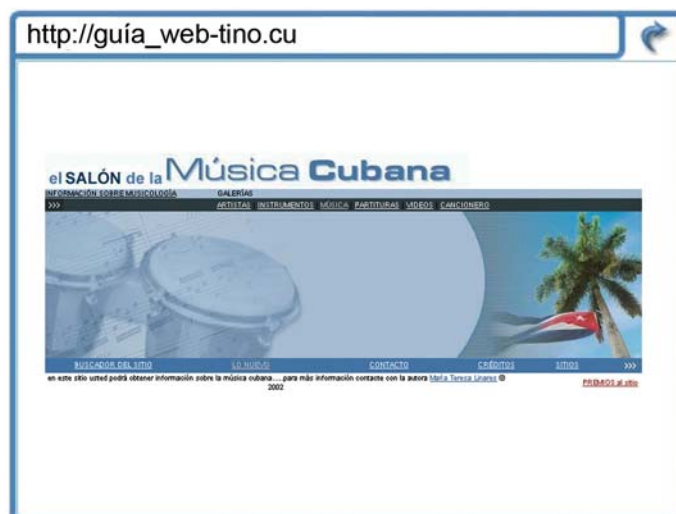 http://guía_web-tino.cu
el SALÓN de la Música Cubana
INFORMACIÓN SOBRE MUSICOLOGÍA GALERÍAS
>>> ARTISTAS INSTRUMENTOS MÚSICA PARTITURAS VIDEOS CANCIONERO
BUSCADOR DEL SITIO LO NUEVO CONTACTO CRÉDITOS SITIOS >>>
en este sitio usted podrá obtener información sobre la música cubana.....para más información contacte con la autora María Teresa Linares ©
2002
PREMIOS al sitio